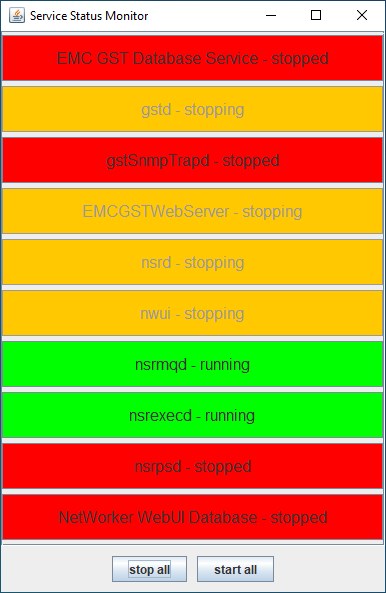 Service Status Monitor
EMC GST Database Service - stopped
gstd - stopping
gstSnmpTrapd - stopped
EMCGSTWebServer - stopping
nsrd - stopping
nwui - stopping
nsrmqd - running
nsrexecd - running
nsrpsd - stopped
NetWorker WebUI Database - stopped
stop all start all